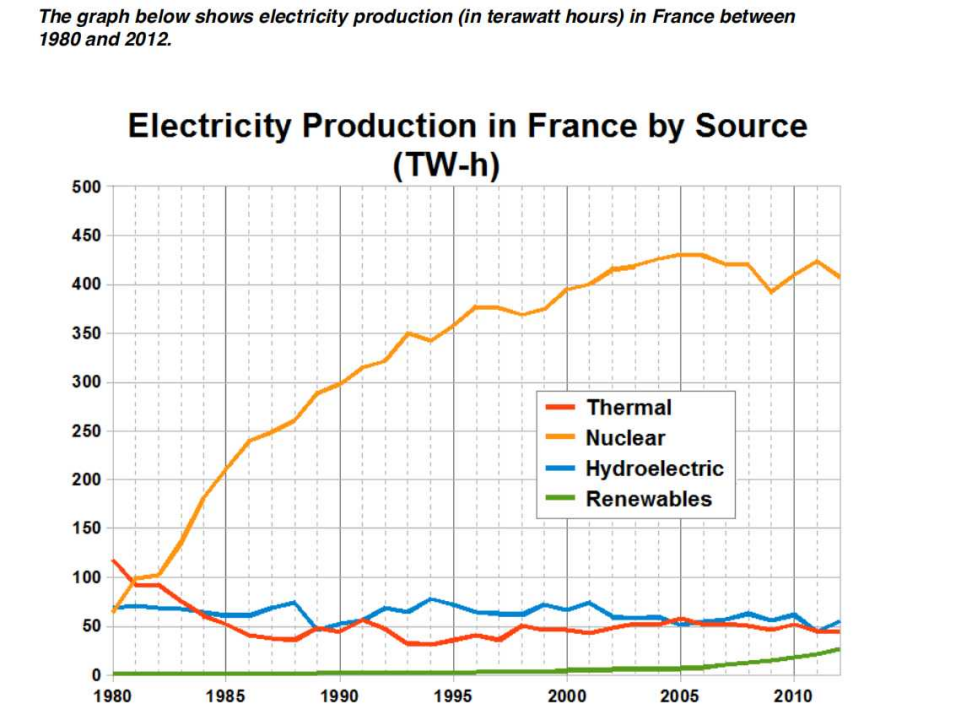 The graph below shows electricity production (in terawatt hours) in France between
1980 and 2012.
Electricity Production in France by Source
(TW-h)
500
450
400
350
300
250
200
150
100
50
0
Thermal
Nuclear
Hydroelectric
Renewables
1980 1985 1990 1995 2000 2005 2010